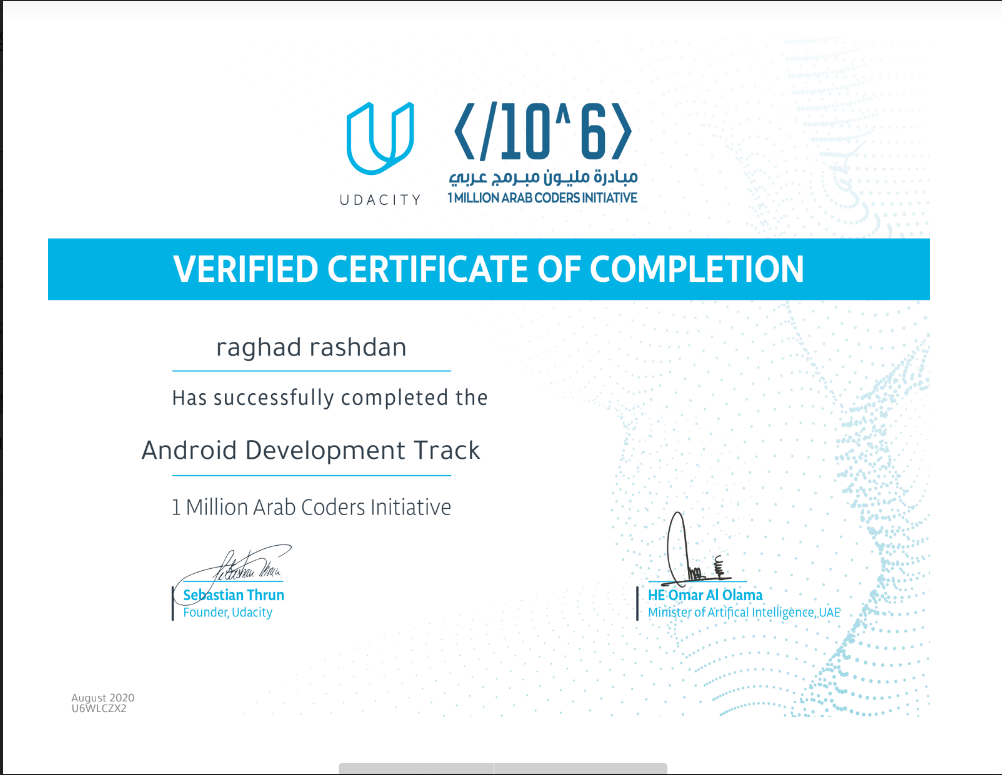 UDACITY
</10^6>
مبادرة مليون مبرمج عربي
1 MILLION ARAB CODERS INITIATIVE
VERIFIED CERTIFICATE OF COMPLETION
raghad rashdan
Has successfully completed the
Android Development Track
1 Million Arab Coders Initiative
Sebastian Thrun
Sebastian Thrun
Founder, Udacity
HE Omar Al Olama
Minister of Artifical Intelligence, UAE
August 2020
U6WLCZX2